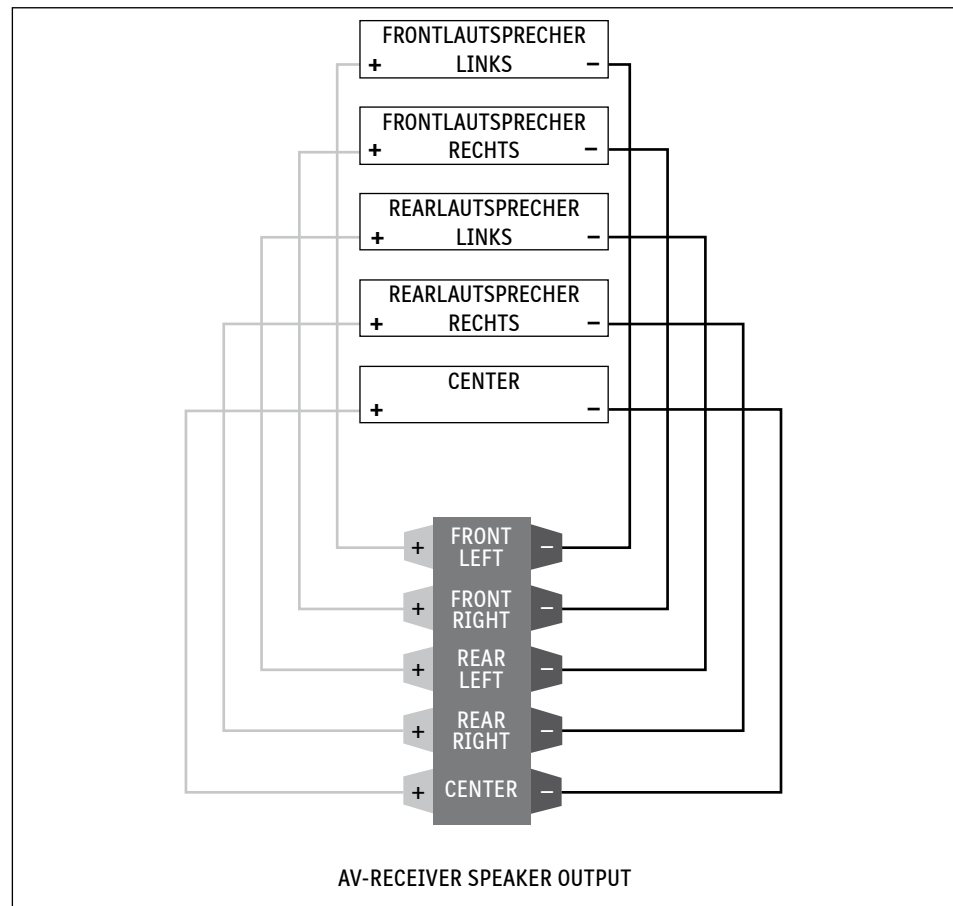 FRONTLAUTSPRECHER
+ LINKS –
FRONTLAUTSPRECHER
+ RECHTS –
REARLAUTSPRECHER
+ LINKS –
REARLAUTSPRECHER
+ RECHTS –
CENTER
+ –
FRONT
+ LEFT –
FRONT
+ RIGHT –
REAR
+ LEFT –
REAR
+ RIGHT –
+ CENTER –
AV-RECEIVER SPEAKER OUTPUT